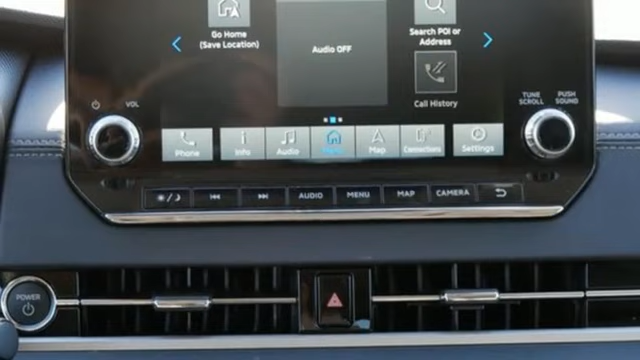 Go Home
(Save Location)
Audio OFF
Search POI or
Address
Call History
VOL
TUNE
SCROLL
PUSH
SOUND
Phone
Info
Audio
Map
Connections
Settings
AUDIO
MENU
MAP
CAMERA
POWER